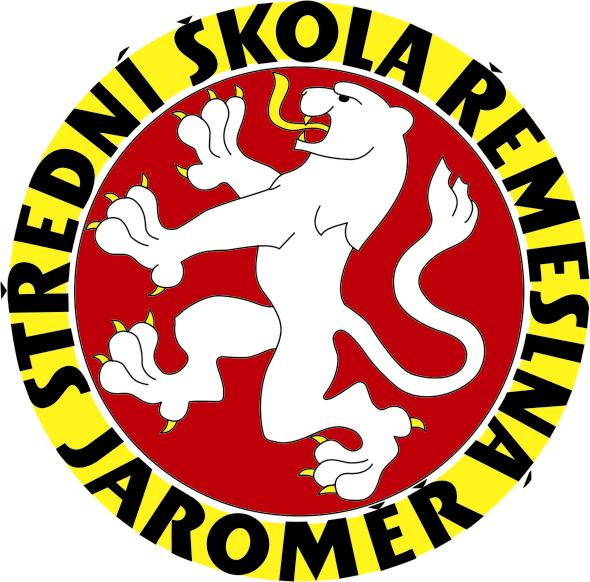 STŘEDNÍ ŠKOLA ŘEMESLNÁ
JAROMĚŘ